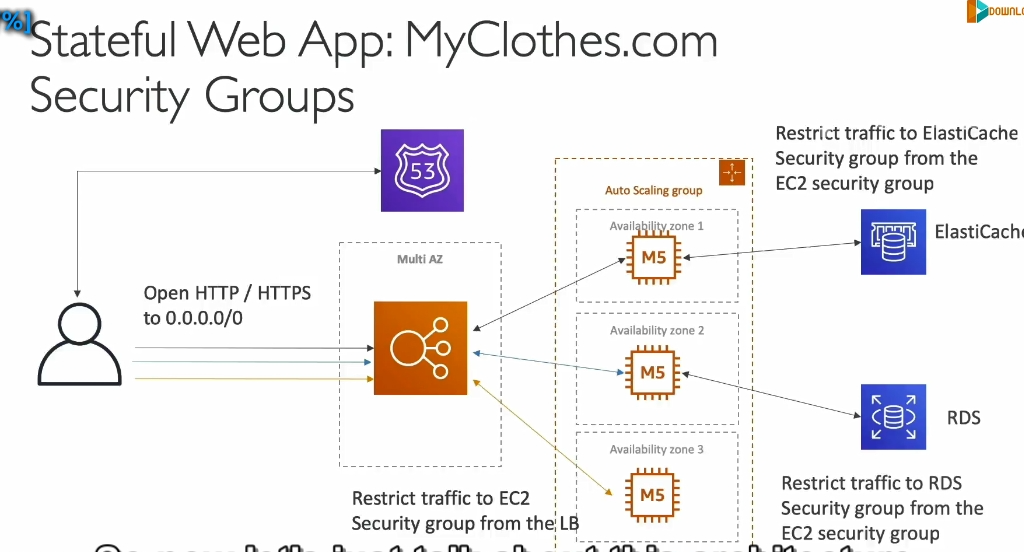 %]
DOWNLO
Stateful Web App: MyClothes.com
Security Groups
Restrict traffic to ElastiCache
Security group from the
EC2 security group
53
Auto Scaling group
Availability zone 1
ElastiCache
M5
Multi AZ
Open HTTP / HTTPS
to 0.0.0.0/0
Availability zone 2
M5
RDS
Availability zone 3
M5
Restrict traffic to EC2
Security group from the LB
Restrict traffic to RDS
Security group from the
EC2 security group